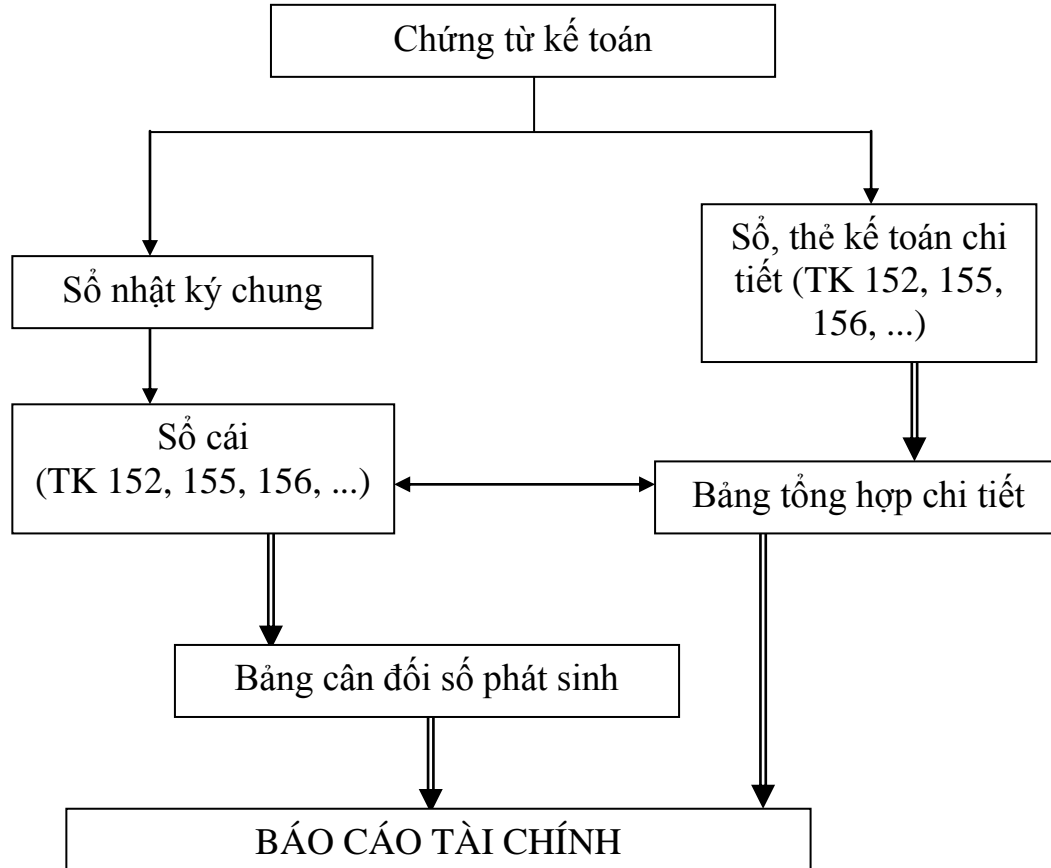 Chứng từ kế toán
Sổ, thẻ kế toán chi
tiết (TK 152, 155,
156, ...)
Sổ nhật ký chung
Sổ cái
(TK 152, 155, 156, ...)
Bảng tổng hợp chi tiết
Bảng cân đối số phát sinh
BÁO CÁO TÀI CHÍNH